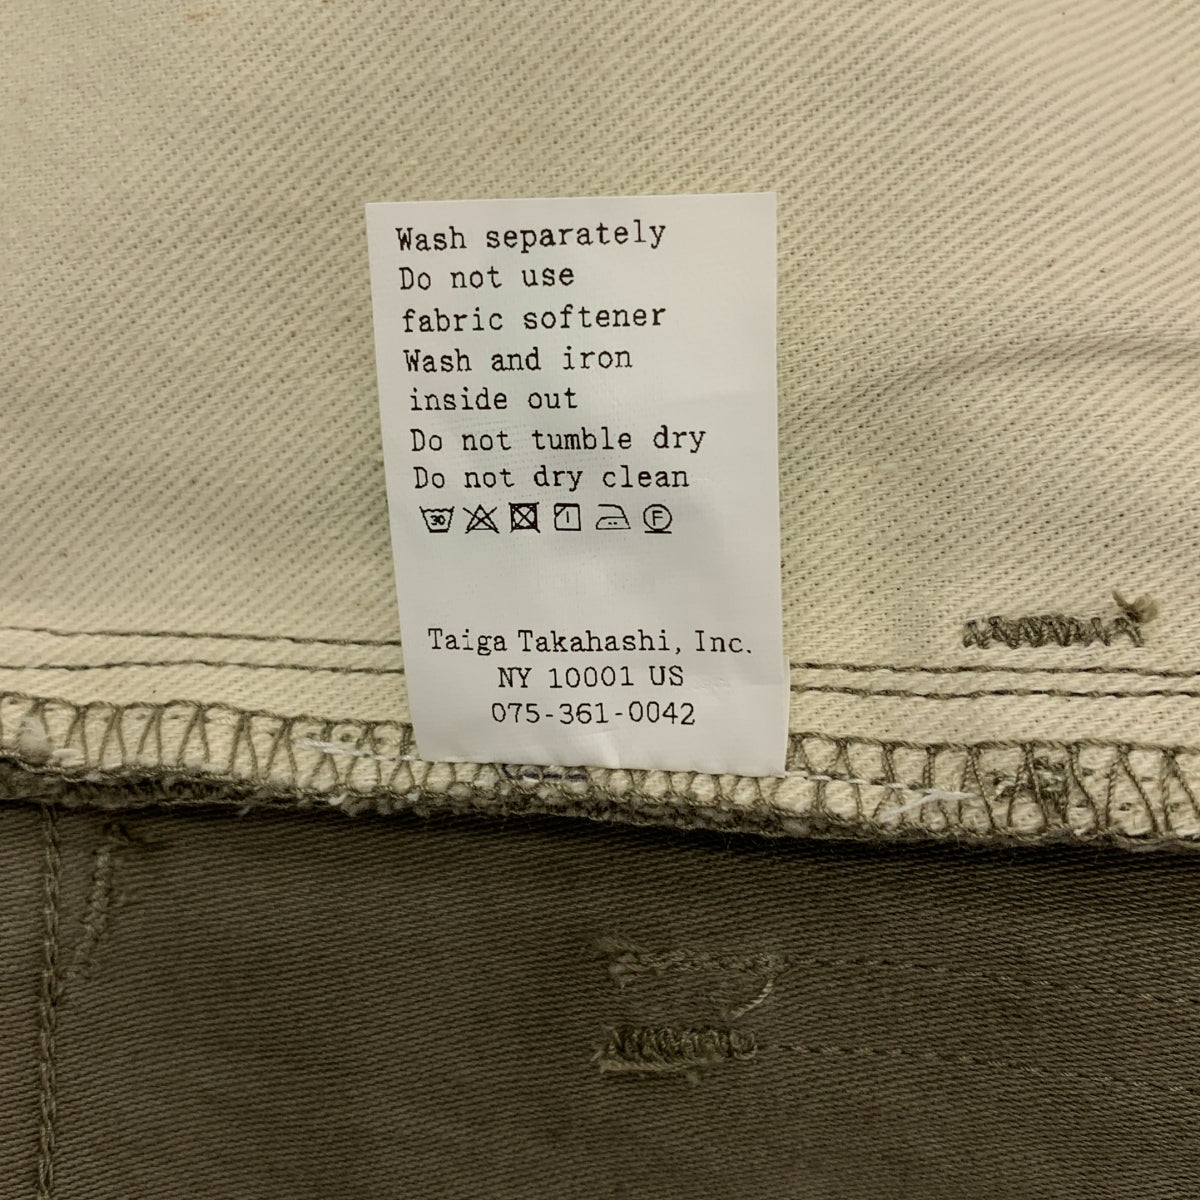 Wash separately
Do not use
fabric softener
Wash and iron
inside out
Do not tumble dry
Do not dry clean
30 F
Taiga Takahashi, Inc.
NY 10001 US
075-361-0042